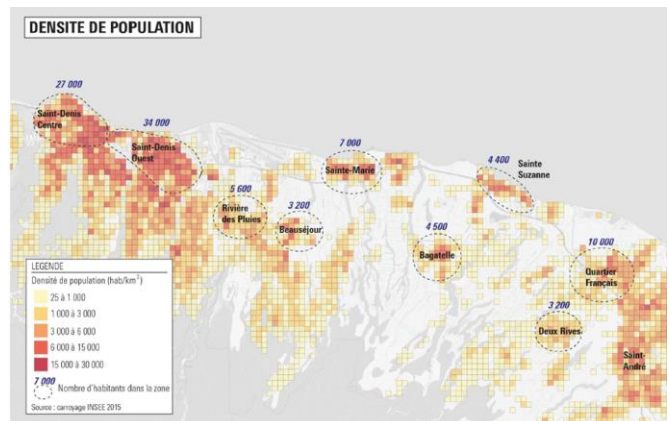 DENSITE DE POPULATION
27 000
Saint-Denis
Centre
34 000
Saint-Denis
Ouest
7 000
Sainte-Marie
4 400
Sainte
Suzanne
5 600
Rivière
des Pluies
3 200
Beauséjour
4 500
Bagatelle
10 000
Quartier
Français
3 200
Deux Rives
Saint-
André
LEGENDE
Densité de population (hab/km²)
25 à 1 000
1 000 à 3 000
3 000 à 6 000
6 000 à 15 000
15 000 à 30 000
7 000
Nombre d'habitants dans la zone
Source : carroyage INSEE 2015